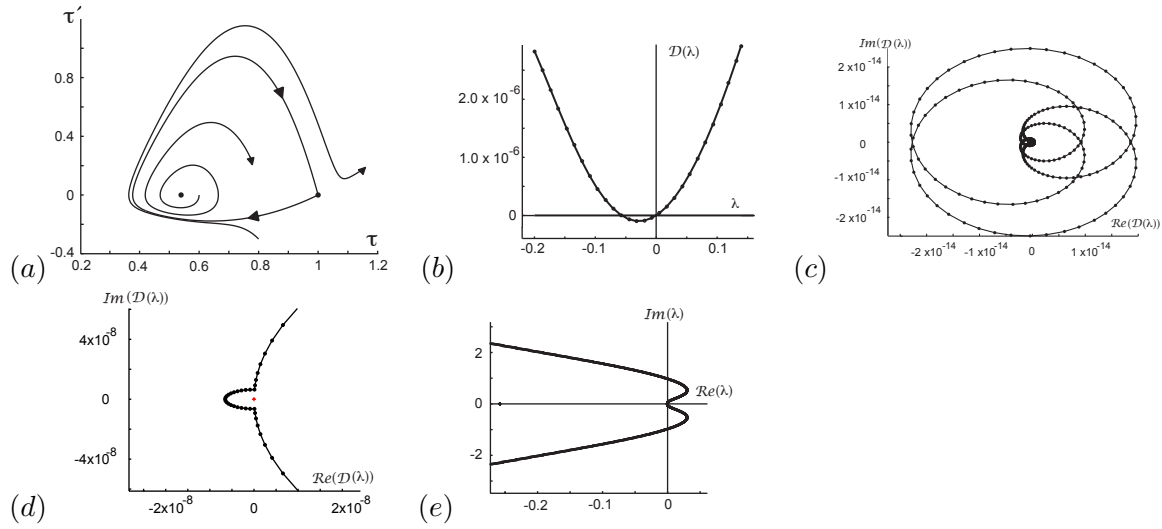 τ′
0.8
0.4
0
-0.4
0.2
0.4
0.6
0.8
1
1.2
τ
(a)
D(λ)
2.0 x 10⁻⁶
1.0 x 10⁻⁶
0
λ
-0.2
-0.1
0
0.1
(b)
Im(D(λ))
2 x10⁻¹⁴
1 x10⁻¹⁴
0
-1 x10⁻¹⁴
-2 x10⁻¹⁴
Re(D(λ))
-2 x10⁻¹⁴
-1 x10⁻¹⁴
0
1 x10⁻¹⁴
(c)
Im(D(λ))
4x10⁻⁸
0
-4x10⁻⁸
Re(D(λ))
-2x10⁻⁸
0
2x10⁻⁸
(d)
Im(λ)
2
Re(λ)
0
-2
-0.2
-0.1
0
(e)